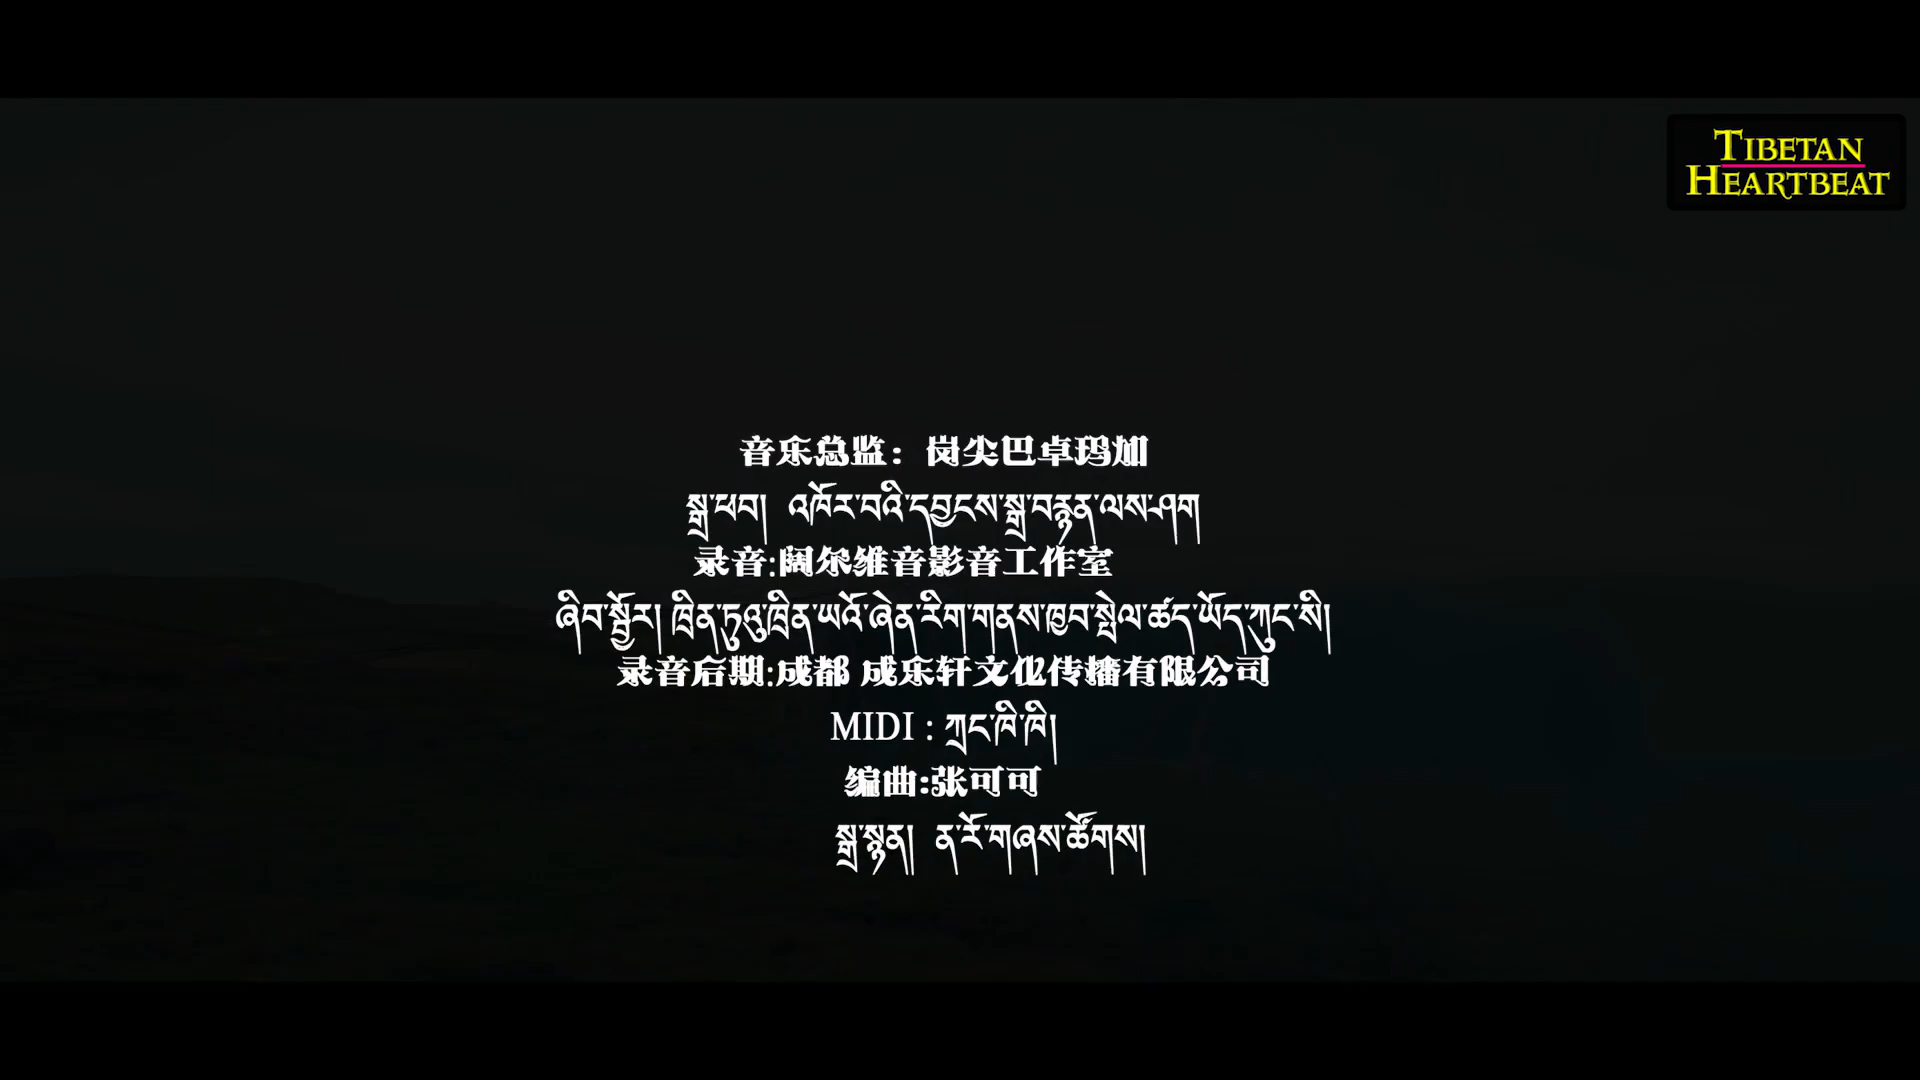 TIBETAN
HEARTBEAT
音乐总监：岗尖巴卓玛加
སྒྲ་ཕབ། འཁོར་བའི་དབྱངས་སྒྲ་བརྙན་ལས་ཤག
录音:阔尔维音影音工作室
ཞིབ་སྦྱོར། ཁྲིན་ཏུའུ་ཁྲིན་ཡའོ་ཞེན་རིག་གནས་ཁྱབ་སྤེལ་ཚད་ཡོད་ཀུང་སི།
录音后期:成都 成乐轩文化传播有限公司
MIDI : ཀྲང་ཁི་ཁི།
编曲:张可可
སྒྲ་སྙན། ན་རོ་གཞས་ཚོགས།